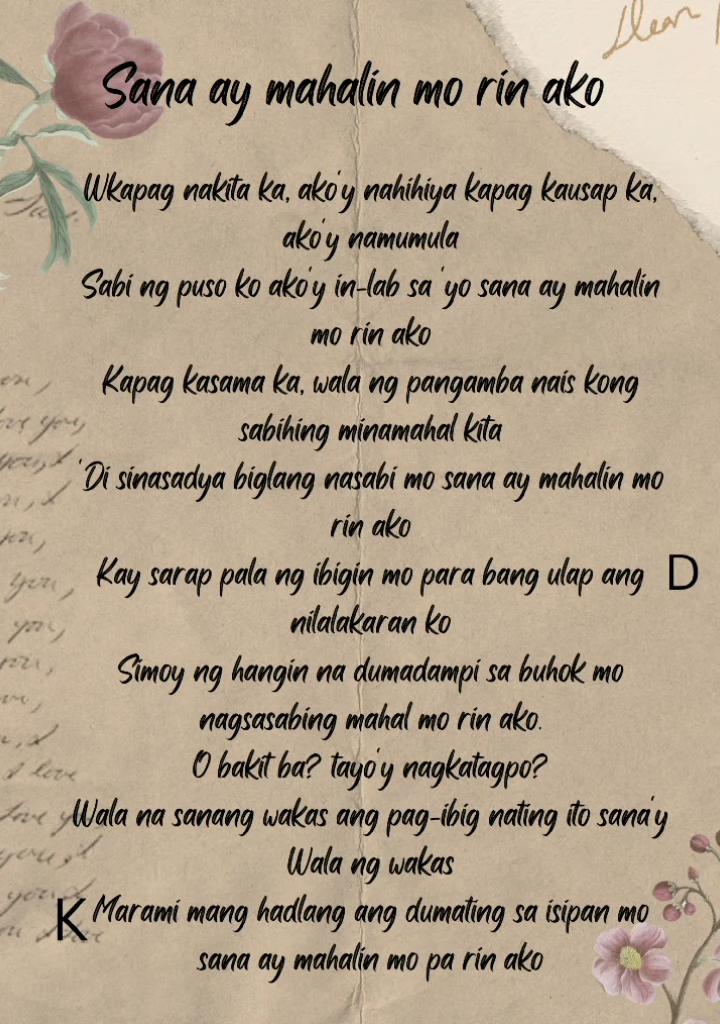 Dear
Sana ay mahalin mo rin ako
Wkapag nakita ka, ako'y nahihiya kapag kausap ka,
ako'y namumula
Sabi ng puso ko ako'y in-lab sa 'yo sana ay mahalin
mo rin ako
Kapag kasama ka, wala ng pangamba nais kong
sabihing minamahal kita
'Di sinasadya biglang nasabi mo sana ay mahalin mo
rin ako
Kay sarap pala ng ibigin mo para bang ulap ang D
nilalakaran ko
Simoy ng hangin na dumadampi sa buhok mo
nagsasabing mahal mo rin ako.
O bakit ba? tayo'y nagkatagpo?
Wala na sanang wakas ang pag-ibig nating ito sana'y
Wala ng wakas
K Marami mang hadlang ang dumating sa isipan mo
sana ay mahalin mo pa rin ako